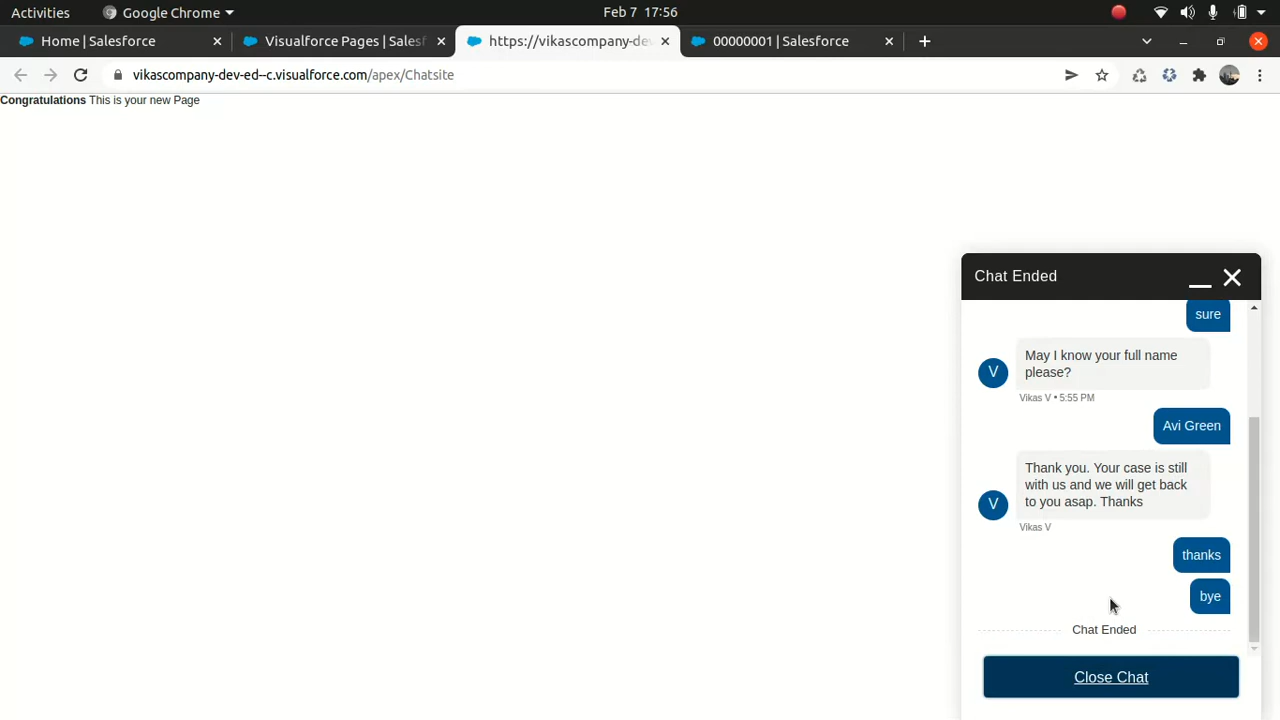 Activities
Google Chrome
Feb 7 17:56
Home | Salesforce
Visualforce Pages | Salesf
https://vikascompany-de
00000001 | Salesforce
vikascompany-dev-ed--c.visualforce.com/apex/Chatsite
Congratulations This is your new Page
Chat Ended
sure
May I know your full name
please?
V
Vikas V • 5:55 PM
Avi Green
Thank you. Your case is still
with us and we will get back
to you asap. Thanks
V
Vikas V
thanks
bye
Chat Ended
Close Chat